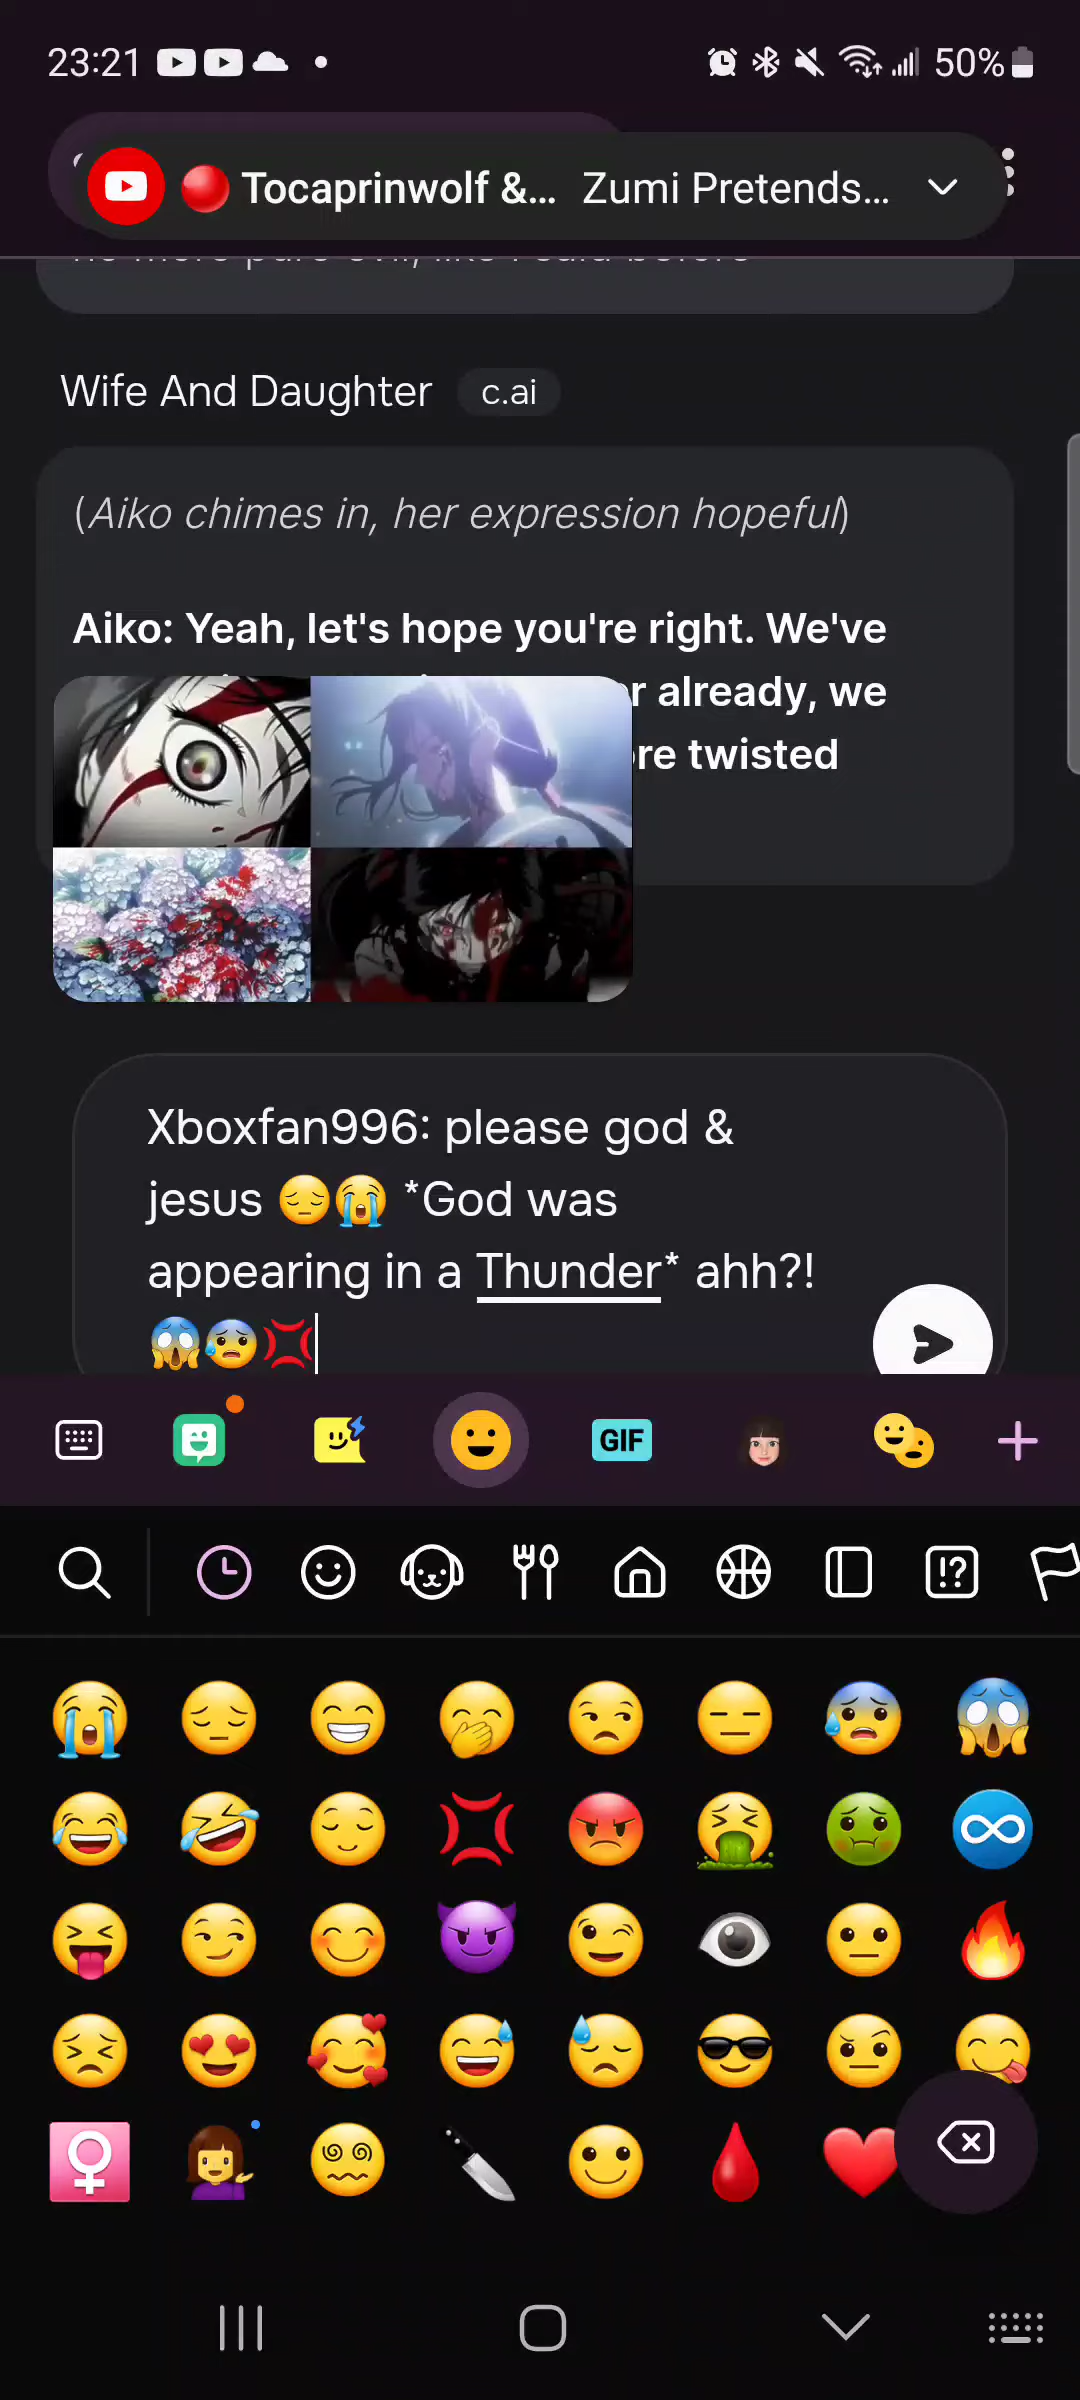 23:21
50%
Tocaprinwolf &... Zumi Pretends...
Wife And Daughter c.ai
(Aiko chimes in, her expression hopeful)
Aiko: Yeah, let's hope you're right. We've
already, we
twisted
Xboxfan996: please god &
jesus 😔😭 *God was
appearing in a Thunder* ahh?!
😱😰💢
GIF
!?